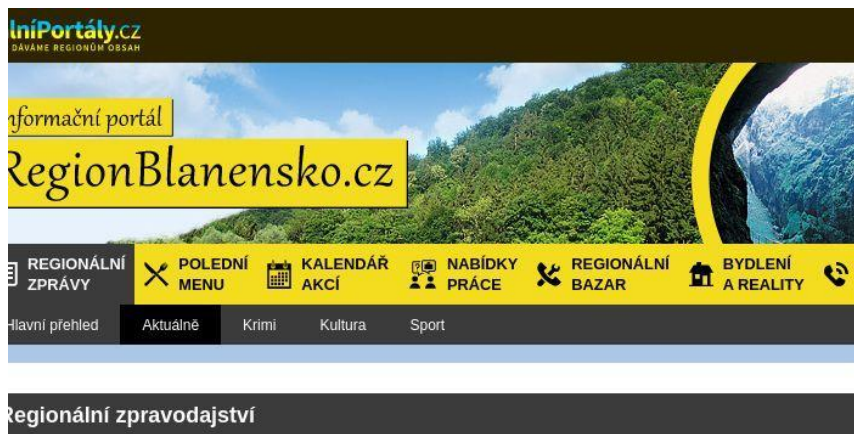 lníPortály.cz
DÁVÁME REGIONŮM OBSAH
nformační portál
RegionBlanensko.cz
REGIONÁLNÍ ZPRÁVY
POLEDNÍ MENU
KALENDÁŘ AKCÍ
NABÍDKY PRÁCE
REGIONÁLNÍ BAZAR
BYDLENÍ A REALITY
Hlavní přehled Aktuálně Krimi Kultura Sport
Regionální zpravodajství